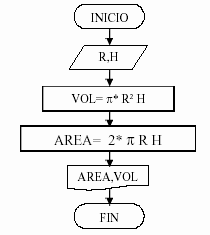 INICIO
R,H
VOL= π* R² H
AREA= 2* π R H
AREA,VOL
FIN